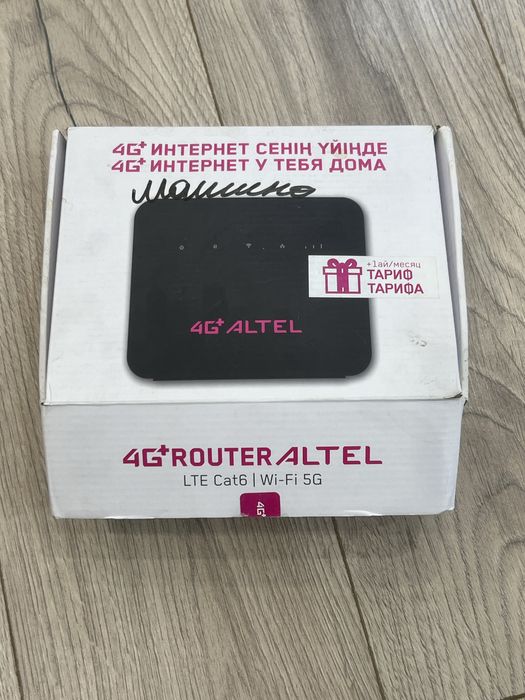 4G⁺ ИНТЕРНЕТ СЕНІҢ ҮЙІҢДЕ
4G⁺ ИНТЕРНЕТ У ТЕБЯ ДОМА
Машина
+1ай/месяц
ТАРИФ
ТАРИФА
4G⁺ ALTEL
4G⁺ ROUTER ALTEL
LTE Cat6 | Wi-Fi 5G
4G⁺